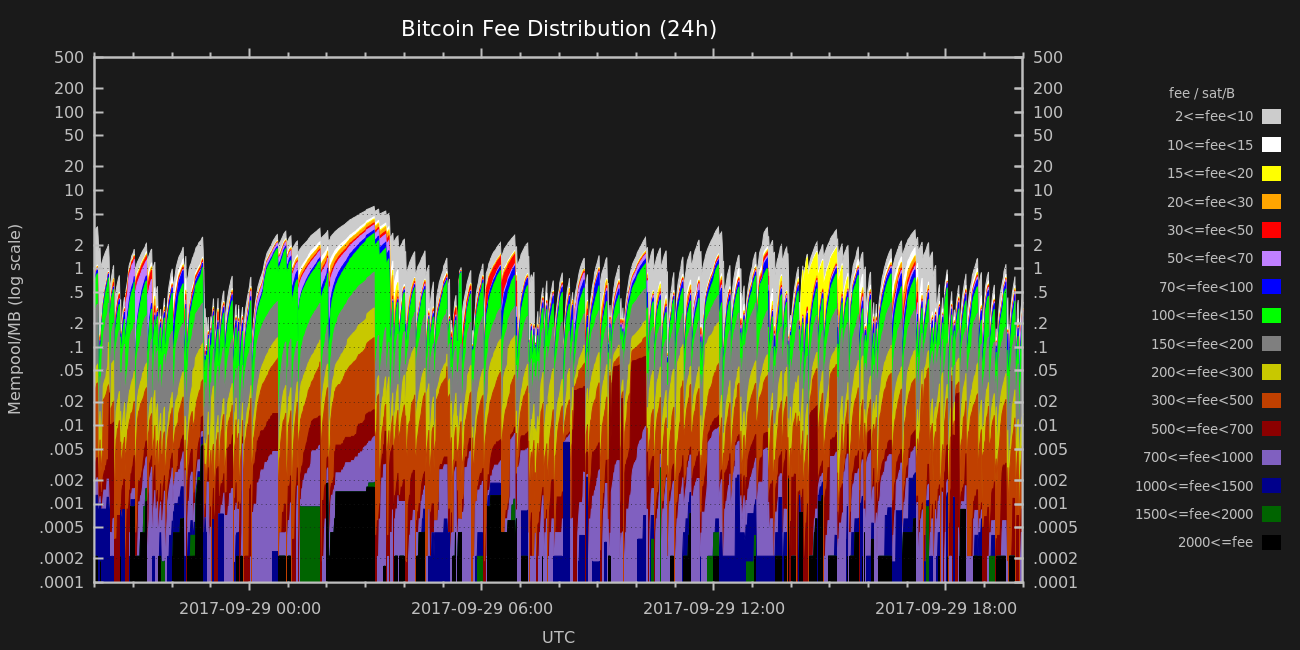 Bitcoin Fee Distribution (24h)
500
200
100
50
20
10
5
2
1
.5
.2
.1
.05
.02
.01
.005
.002
.001
.0005
.0002
.0001
Mempool/MB (log scale)
500
200
100
50
20
10
5
2
1
.5
.2
.1
.05
.02
.01
.005
.002
.001
.0005
.0002
.0001
2017-09-29 00:00 2017-09-29 06:00 2017-09-29 12:00 2017-09-29 18:00
UTC
fee / sat/B
2<=fee<10
10<=fee<15
15<=fee<20
20<=fee<30
30<=fee<50
50<=fee<70
70<=fee<100
100<=fee<150
150<=fee<200
200<=fee<300
300<=fee<500
500<=fee<700
700<=fee<1000
1000<=fee<1500
1500<=fee<2000
2000<=fee